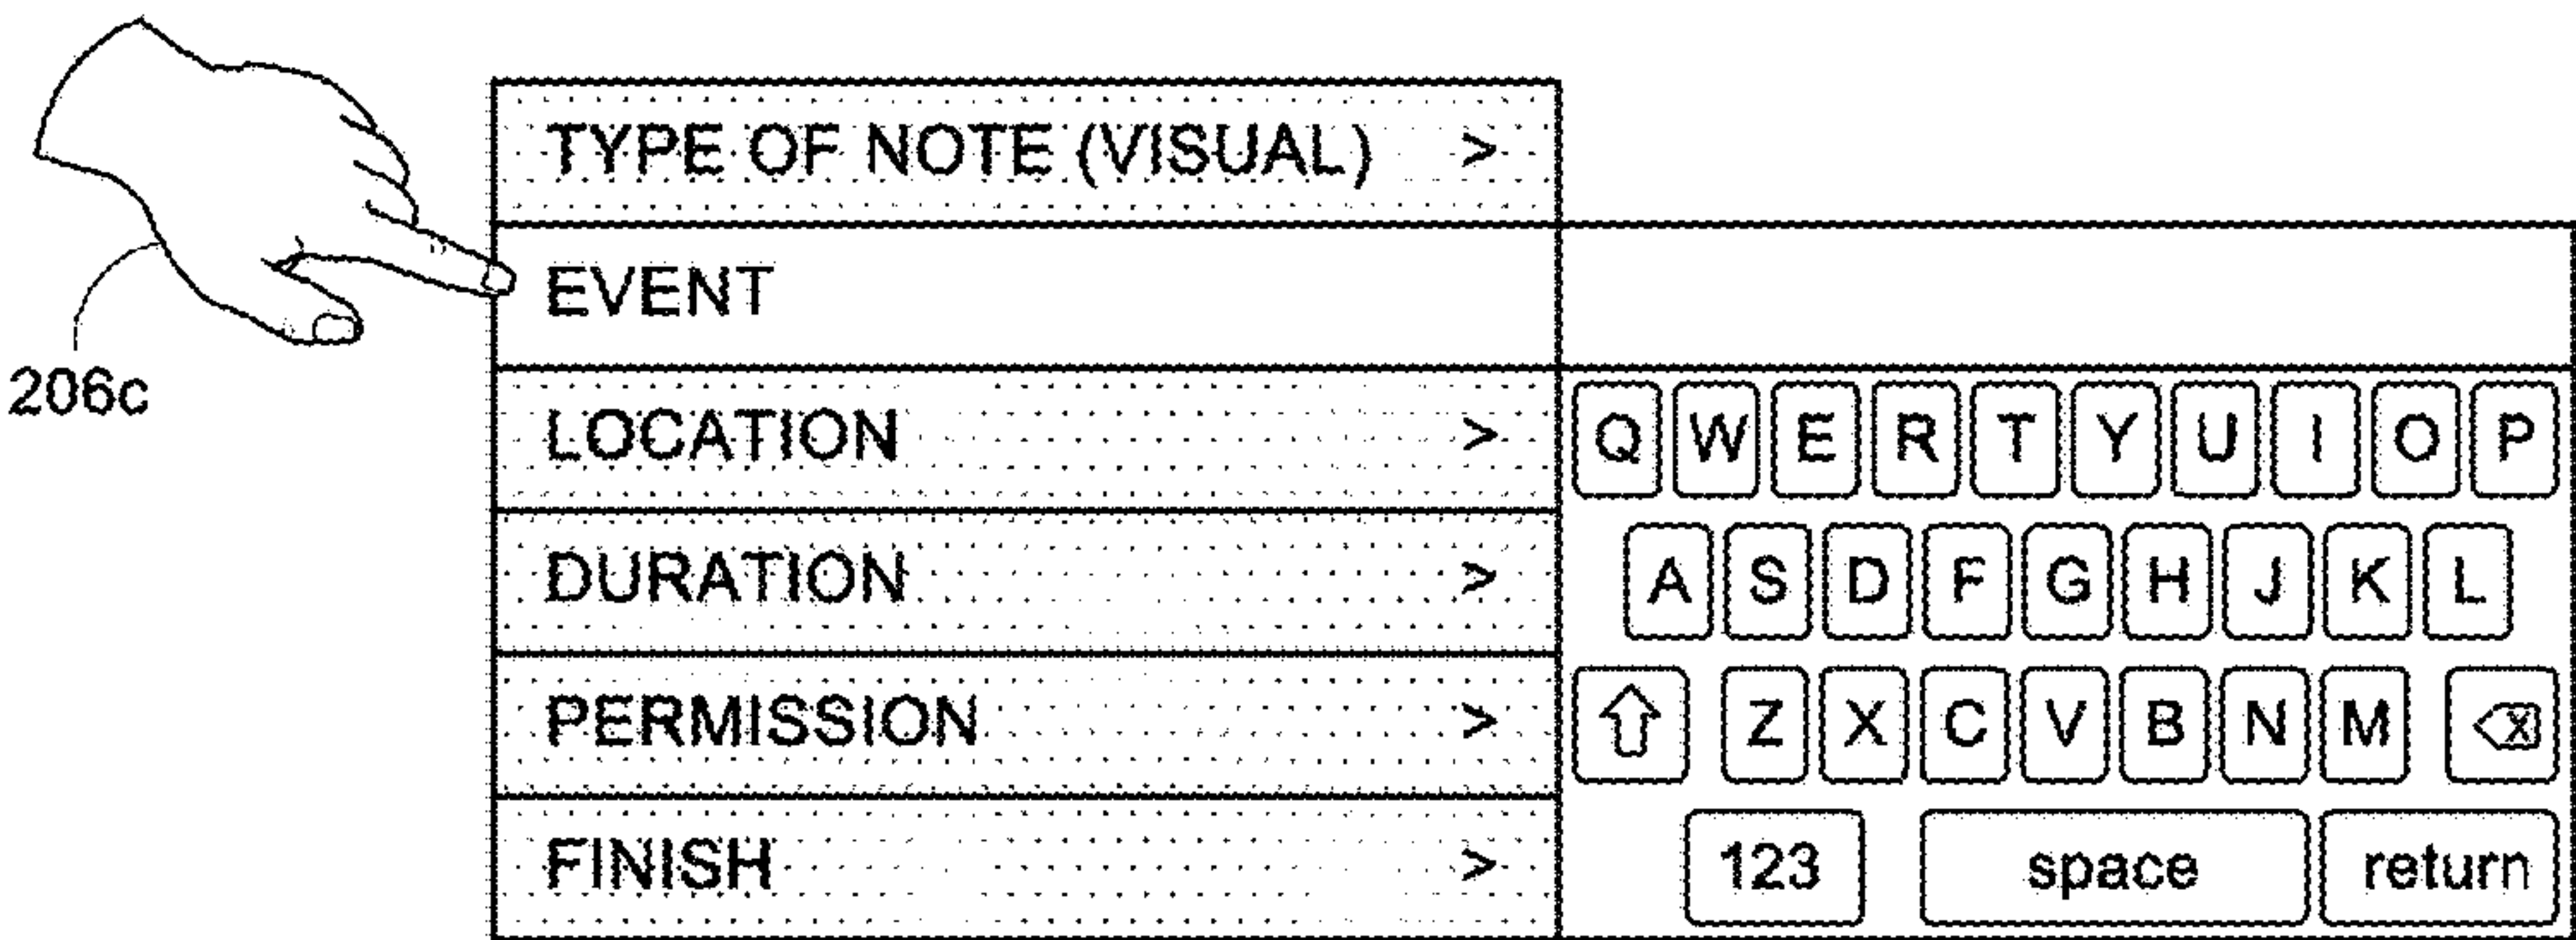 TYPE OF NOTE (VISUAL) >
EVENT
206c
LOCATION >
Q W E R T Y U I O P
DURATION >
A S D F G H J K L
PERMISSION >
Z X C V B N M X
FINISH >
123 space return